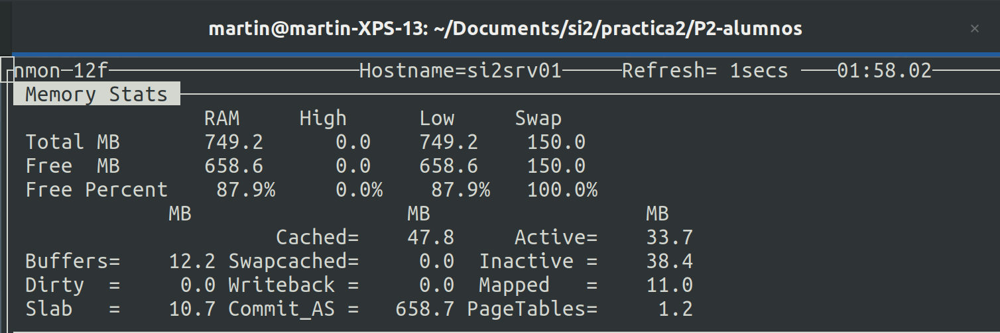 martin@martin-XPS-13: ~/Documents/si2/practica2/P2-alumnos ×
nmon-12f Hostname=si2srv01 Refresh= 1secs 01:58.02
Memory Stats
RAM High Low Swap
Total MB 749.2 0.0 749.2 150.0
Free MB 658.6 0.0 658.6 150.0
Free Percent 87.9% 0.0% 87.9% 100.0%
MB MB MB
Cached= 47.8 Active= 33.7
Buffers= 12.2 Swapcached= 0.0 Inactive = 38.4
Dirty = 0.0 Writeback = 0.0 Mapped = 11.0
Slab = 10.7 Commit_AS = 658.7 PageTables= 1.2